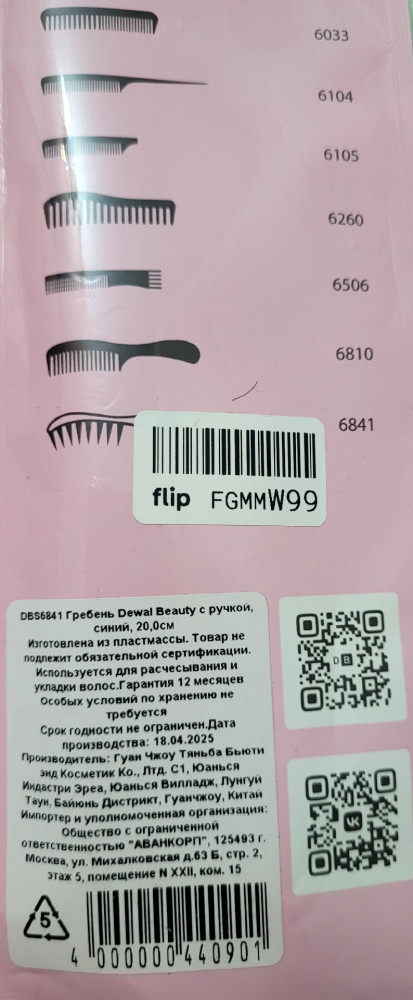 6033
6104
6105
6260
6506
6810
6841
flip FGMMW99
DBS6841 Гребень Dewal Beauty с ручкой,
синий, 20,0см
Изготовлена из пластмассы. Товар не
подлежит обязательной сертификации.
Используется для расчесывания и
укладки волос.Гарантия 12 месяцев
Особых условий по хранению не
требуется
Срок годности не ограничен.Дата
производства: 18.04.2025
Производитель: Гуан Чжоу Тяньба Бьюти
энд Косметик Ко., Лтд. С1, Юанься
Индастри Эреа, Юанься Вилладж, Лунгуй
Таун, Байюнь Дистрикт, Гуанчжоу, Китай
Импортер и уполномоченная организация:
Общество с ограниченной
ответственностью "АВАНКОРП", 125493 г.
Москва, ул. Михалковская д.63 Б, стр. 2,
этаж 5, помещение N XXII, ком. 15
5
4 000000 440901